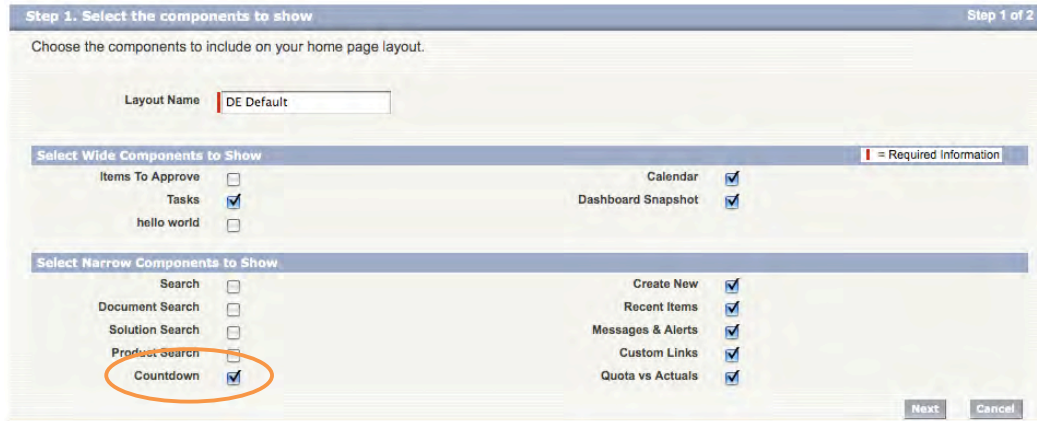 Step 1. Select the components to show Step 1 of 2
Choose the components to include on your home page layout.
Layout Name DE Default
Select Wide Components to Show = Required Information
Items To Approve Calendar
Tasks Dashboard Snapshot
hello world
Select Narrow Components to Show
Search Create New
Document Search Recent Items
Solution Search Messages & Alerts
Product Search Custom Links
Countdown Quota vs Actuals
Next Cancel